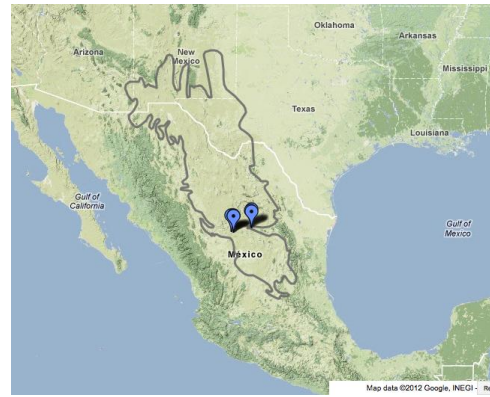 Oklahoma
Arkansas
Arizona
New
Mexico
Mississippi
Texas
Louisiana
Gulf of
California
Gulf of
Mexico
México
Map data ©2012 Google, INEGI - Re